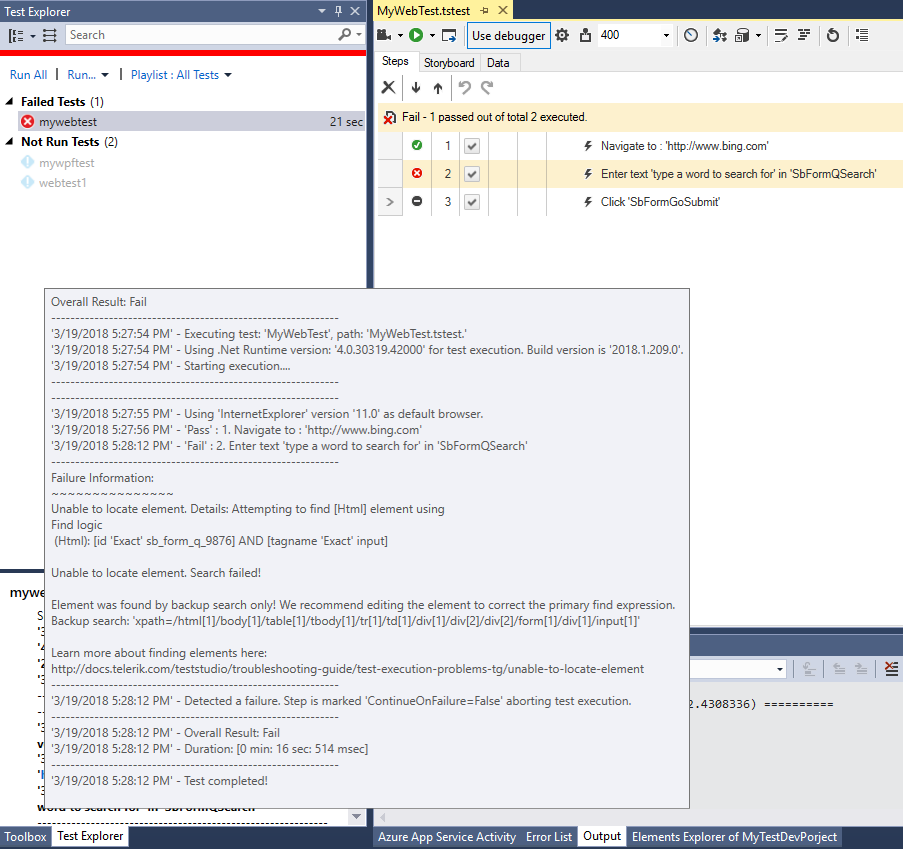 Test Explorer
Search
Run All | Run... | Playlist : All Tests
Failed Tests (1)
mywebtest 21 sec
Not Run Tests (2)
mywpftest
webtest1
MyWebTest.tstest
Use debugger
400
Steps Storyboard Data
Fail - 1 passed out of total 2 executed.
1 Navigate to : 'http://www.bing.com'
2 Enter text 'type a word to search for' in 'SbFormQSearch'
3 Click 'SbFormGoSubmit'
Overall Result: Fail
------------------------------------------------------------
'3/19/2018 5:27:54 PM' - Executing test: 'MyWebTest', path: 'MyWebTest.tstest.'
'3/19/2018 5:27:54 PM' - Using .Net Runtime version: '4.0.30319.42000' for test execution. Build version is '2018.1.209.0'.
'3/19/2018 5:27:54 PM' - Starting execution....
------------------------------------------------------------
------------------------------------------------------------
'3/19/2018 5:27:55 PM' - Using 'InternetExplorer' version '11.0' as default browser.
'3/19/2018 5:27:56 PM' - 'Pass' : 1. Navigate to : 'http://www.bing.com'
'3/19/2018 5:28:12 PM' - 'Fail' : 2. Enter text 'type a word to search for' in 'SbFormQSearch'
------------------------------------------------------------
Failure Information:
~~~~~~~~~~~~~~~
Unable to locate element. Details: Attempting to find [Html] element using
Find logic
(Html): [id 'Exact' sb_form_q_9876] AND [tagname 'Exact' input]
Unable to locate element. Search failed!
Element was found by backup search only! We recommend editing the element to correct the primary find expression.
Backup search: 'xpath=/html[1]/body[1]/table[1]/tbody[1]/tr[1]/td[1]/div[1]/div[2]/div[2]/form[1]/div[1]/input[1]'
Learn more about finding elements here:
http://docs.telerik.com/teststudio/troubleshooting-guide/test-execution-problems-tg/unable-to-locate-element
------------------------------------------------------------
'3/19/2018 5:28:12 PM' - Detected a failure. Step is marked 'ContinueOnFailure=False' aborting test execution.
------------------------------------------------------------
'3/19/2018 5:28:12 PM' - Overall Result: Fail
'3/19/2018 5:28:12 PM' - Duration: [0 min: 16 sec: 514 msec]
------------------------------------------------------------
'3/19/2018 5:28:12 PM' - Test completed!
2.4308336) ==========
Toolbox Test Explorer
Azure App Service Activity Error List Output Elements Explorer of MyTestDevPorject